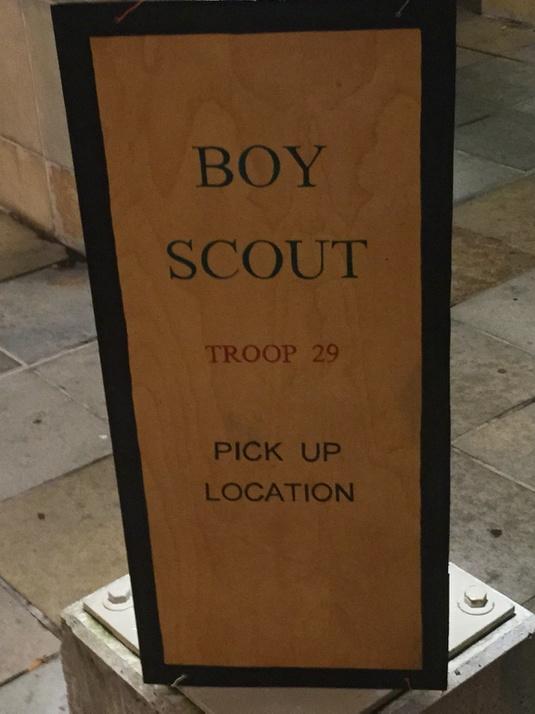 BOY
SCOUT
TROOP 29
PICK UP
LOCATION